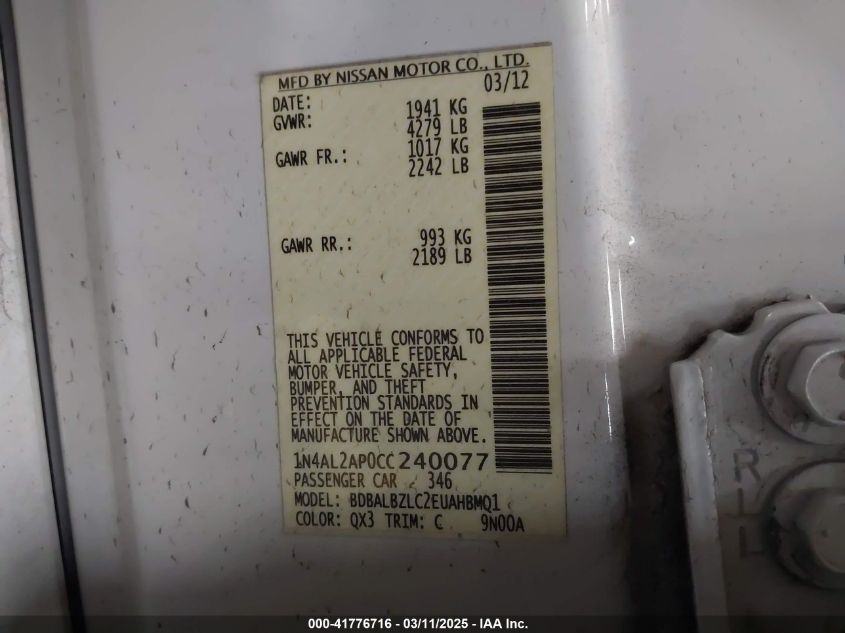 MFD BY NISSAN MOTOR CO., LTD.
DATE: 03/12
GVWR: 1941 KG
4279 LB
GAWR FR.: 1017 KG
2242 LB
GAWR RR.: 993 KG
2189 LB
THIS VEHICLE CONFORMS TO
ALL APPLICABLE FEDERAL
MOTOR VEHICLE SAFETY,
BUMPER, AND THEFT
PREVENTION STANDARDS IN
EFFECT ON THE DATE OF
MANUFACTURE SHOWN ABOVE.
1N4AL2AP0CC240077
PASSENGER CAR 346
MODEL: BDBALBZLC2EUAHBMQ1
COLOR: QX3 TRIM: C 9N00A
000-41776716 - 03/11/2025 - IAA Inc.